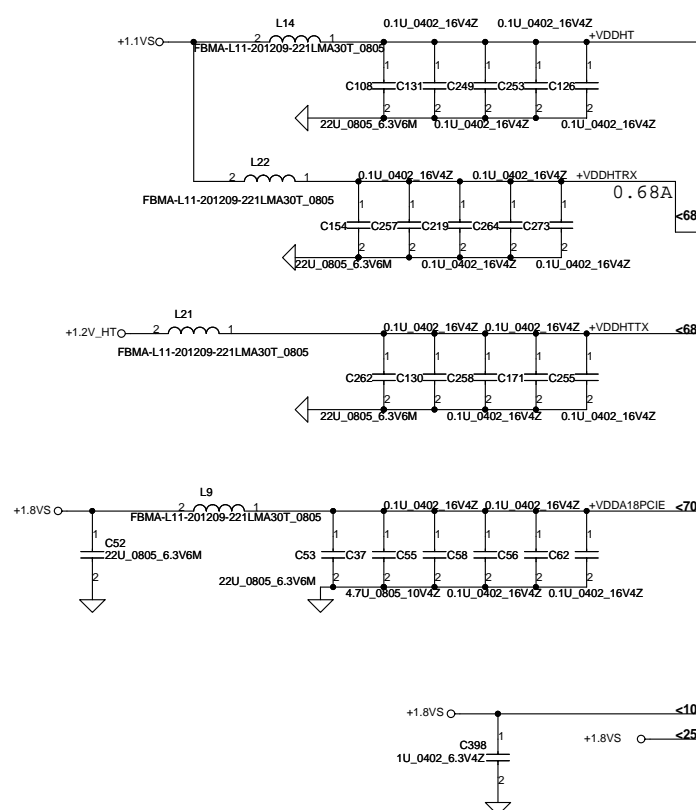 L14 0.1U_0402_16V4Z 0.1U_0402_16V4Z
+1.1VS 2 1 +VDDHT
FBMA-L11-201209-221LMA30T_0805
1 1 1 1 1
C108 C131 C249 C253 C126
2 2 2 2 2
22U_0805_6.3V6M 0.1U_0402_16V4Z 0.1U_0402_16V4Z
L22 0.1U_0402_16V4Z 0.1U_0402_16V4Z +VDDHTRX
2 1
0.68A
FBMA-L11-201209-221LMA30T_0805
1 1 1 1 1
<68
C154 C257 C219 C264 C273
2 2 2 2 2
22U_0805_6.3V6M 0.1U_0402_16V4Z 0.1U_0402_16V4Z
L21
+1.2V_HT 2 1 0.1U_0402_16V4Z 0.1U_0402_16V4Z +VDDHTTX <68
FBMA-L11-201209-221LMA30T_0805
1 1 1 1 1
C262 C130 C258 C171 C255
2 2 2 2 2
22U_0805_6.3V6M 0.1U_0402_16V4Z 0.1U_0402_16V4Z
L9
+1.8VS 2 1 0.1U_0402_16V4Z 0.1U_0402_16V4Z +VDDA18PCIE <70
FBMA-L11-201209-221LMA30T_0805
1 1 1 1 1 1 1
C52
22U_0805_6.3V6M
C53 C37 C55 C58 C56 C62
2 2 2 2 2 2 2
22U_0805_6.3V6M
4.7U_0805_10V4Z 0.1U_0402_16V4Z 0.1U_0402_16V4Z
+1.8VS <10
1
+1.8VS <25
C398
1U_0402_6.3V4Z
2